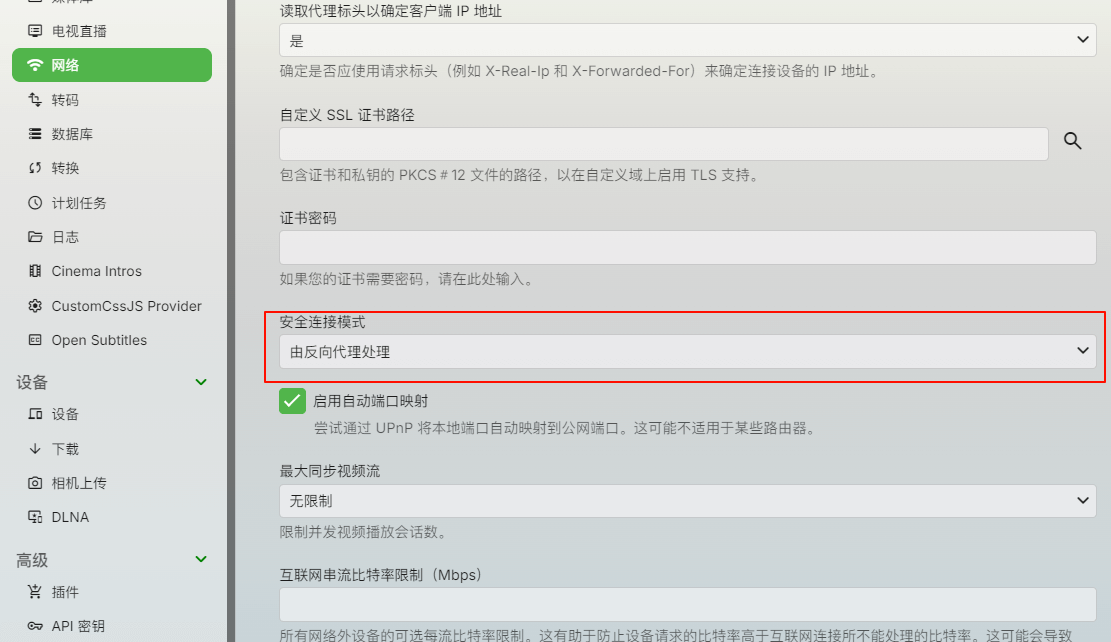 电视直播
网络
转码
数据库
转换
计划任务
日志
Cinema Intros
CustomCssJS Provider
Open Subtitles
设备
设备
下载
相机上传
DLNA
高级
插件
API 密钥
读取代理标头以确定客户端 IP 地址
是
确定是否应使用请求标头（例如 X-Real-Ip 和 X-Forwarded-For）来确定连接设备的 IP 地址。
自定义 SSL 证书路径
包含证书和私钥的 PKCS＃12 文件的路径，以在自定义域上启用 TLS 支持。
证书密码
如果您的证书需要密码，请在此处输入。
安全连接模式
由反向代理处理
启用自动端口映射
尝试通过 UPnP 将本地端口自动映射到公网端口。这可能不适用于某些路由器。
最大同步视频流
无限制
限制并发视频播放会话数。
互联网串流比特率限制（Mbps）
所有网络外设备的可选每流比特率限制。这有助于防止设备请求的比特率高于互联网连接所不能处理的比特率。这可能会导致